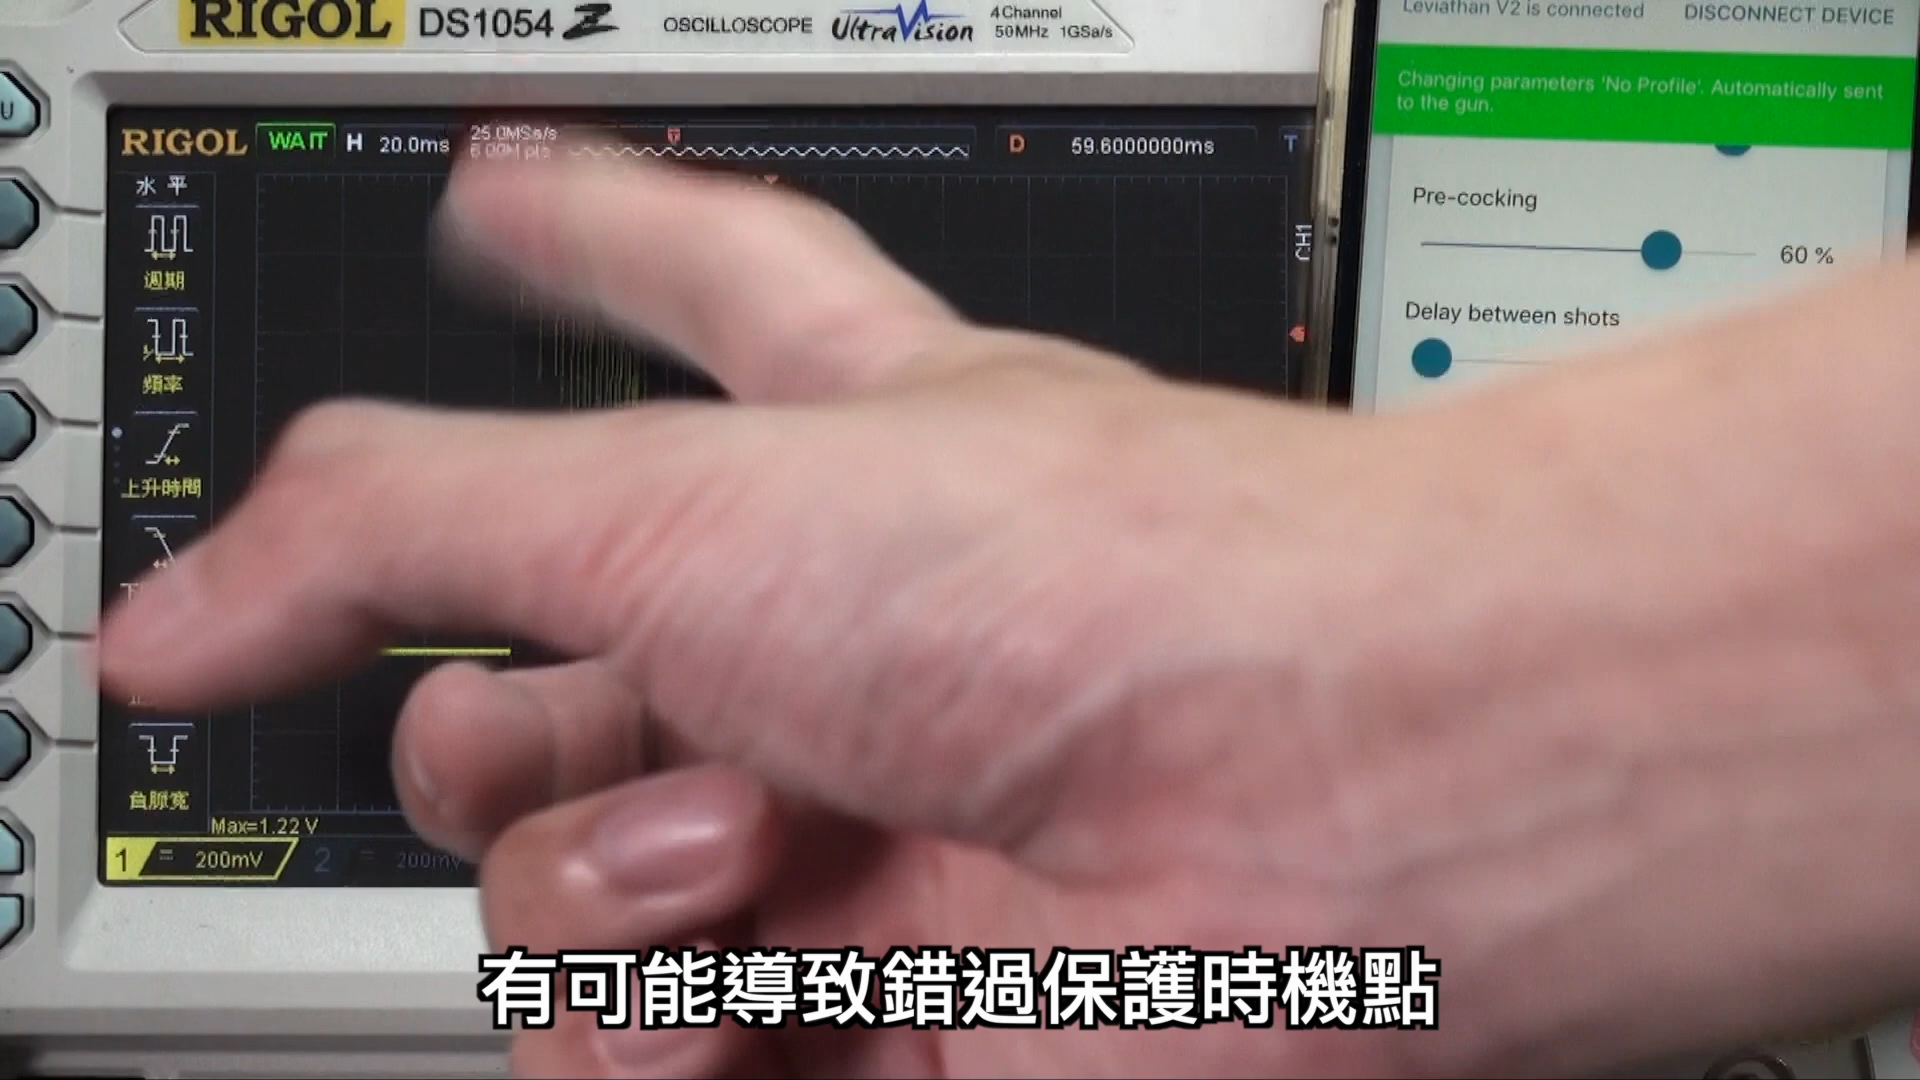 RIGOL DS1054 Z OSCILLOSCOPE UltraVision 4 Channel
50MHz 1GSa/s
U
Leviathan V2 is connected DISCONNECT DEVICE
Changing parameters 'No Profile'. Automatically sent
to the gun.
RIGOL WAIT H 20.0ms 25.0MSa/s
6.00M pts
D 59.6000000ms T
水平
週期
頻率
上升時間
負脈寬
CH1
Pre-cocking
60 %
Delay between shots
Max=1.22 V
1 = 200mV 2 = 200mV
有可能導致錯過保護時機點